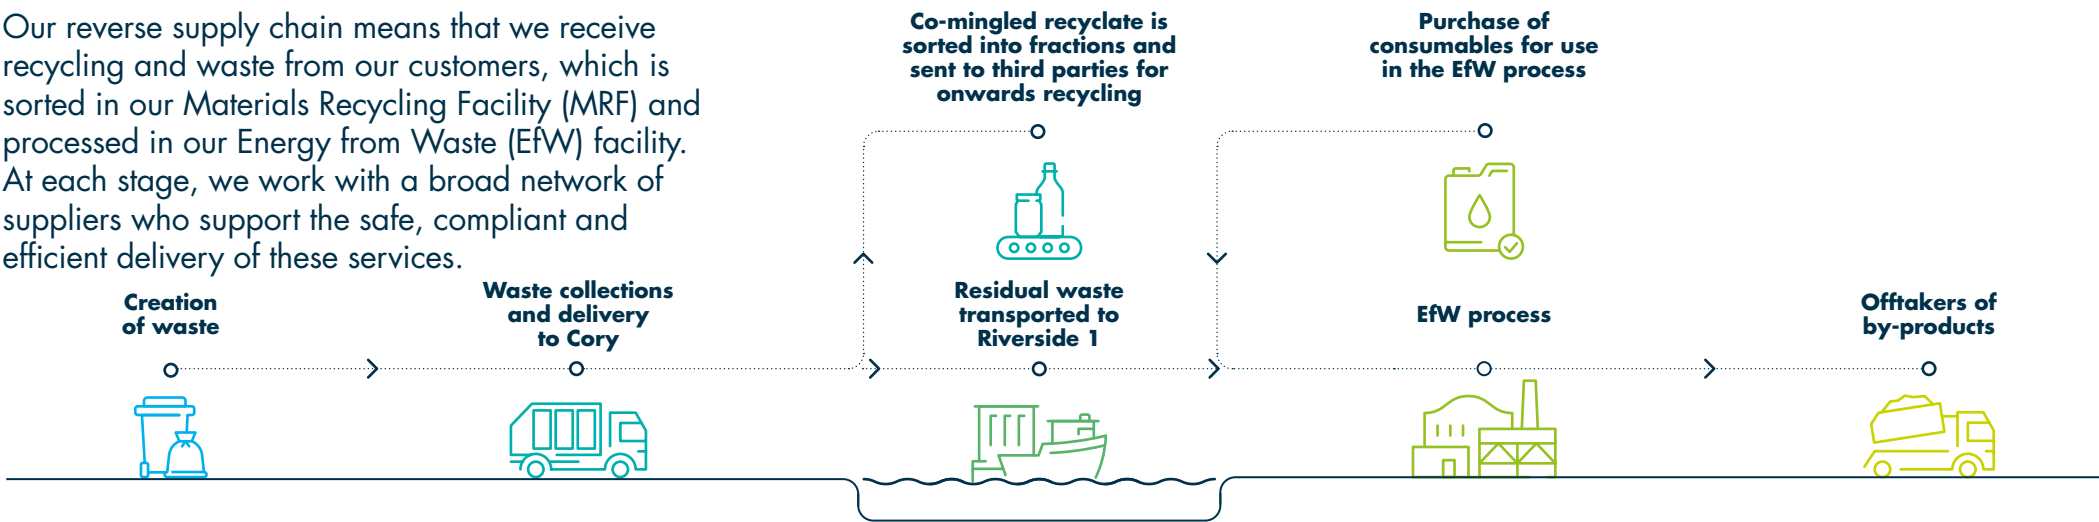 Our reverse supply chain means that we receive
recycling and waste from our customers, which is
sorted in our Materials Recycling Facility (MRF) and
processed in our Energy from Waste (EfW) facility.
At each stage, we work with a broad network of
suppliers who support the safe, compliant and
efficient delivery of these services.
Co-mingled recyclate is
sorted into fractions and
sent to third parties for
onwards recycling
Purchase of
consumables for use
in the EfW process
Creation
of waste
Waste collections
and delivery
to Cory
Residual waste
transported to
Riverside 1
EfW process
Offtakers of
by-products